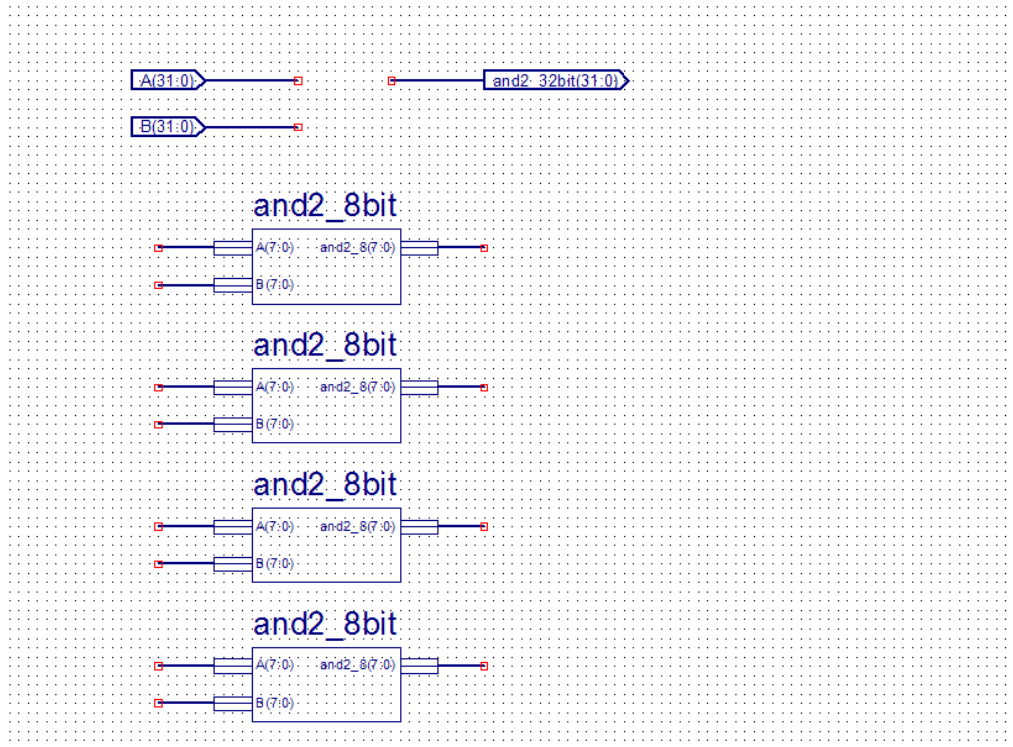 A(31:0) and2_32bit(31:0)
B(31:0)
and2_8bit
A(7:0) and2_8(7:0)
B(7:0)
and2_8bit
A(7:0) and2_8(7:0)
B(7:0)
and2_8bit
A(7:0) and2_8(7:0)
B(7:0)
and2_8bit
A(7:0) and2_8(7:0)
B(7:0)